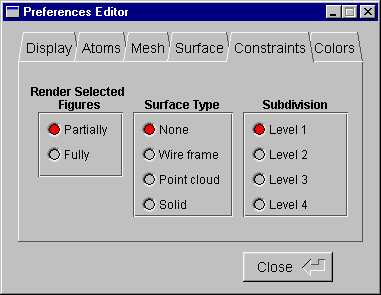 Preferences Editor
Display Atoms Mesh Surface Constraints Colors
Render Selected
Figures
Partially
Fully
Surface Type
None
Wire frame
Point cloud
Solid
Subdivision
Level 1
Level 2
Level 3
Level 4
Close